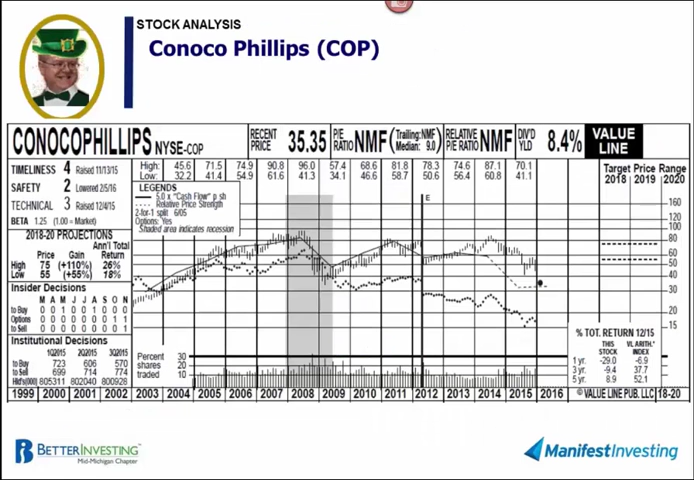 STOCK ANALYSIS
Conoco Phillips (COP)
CONOCOPHILLIPS NYSE-COP RECENT PRICE 35.35 P/E RATIO NMF (Trailing: NMF Median: 9.0) RELATIVE P/E RATIO NMF DIV'D YLD 8.4% VALUE LINE
TIMELINESS 4 Raised 11/13/15
SAFETY 2 Lowered 2/5/16
TECHNICAL 3 Raised 12/4/15
BETA 1.25 (1.00 = Market)
2018-20 PROJECTIONS
Ann'l Total
Price Gain Return
High 75 (+110%) 26%
Low 55 (+55%) 18%
Insider Decisions
M A M J J A S O N
to Buy 0 0 1 0 0 1 0 0 0
Options 0 0 0 0 0 0 0 1 1
to Sell 0 0 0 0 0 0 0 0 1
Institutional Decisions
1Q2015 2Q2015 3Q2015
to Buy 723 606 570
to Sell 699 714 774
Hld's(000) 805311 802040 800928
High: 45.6 71.5 74.9 90.8 96.0 57.4 68.6 81.8 78.3 74.6 87.1 70.1
Low: 32.2 41.4 54.9 61.6 41.3 34.1 46.6 58.7 50.6 56.4 60.8 41.1
LEGENDS
5.0 x "Cash Flow" p sh
Relative Price Strength
2-for-1 split 6/05
Options: Yes
Shaded area indicates recession
E
Target Price Range
2018 2019 2020
160
120
100
80
60
50
40
30
20
15
Percent shares traded
30
20
10
% TOT. RETURN 12/15
THIS STOCK VL ARITH.* INDEX
1 yr. -29.0 -6.9
3 yr. -9.4 37.7
5 yr. 8.9 52.1
1999 2000 2001 2002 2003 2004 2005 2006 2007 2008 2009 2010 2011 2012 2013 2014 2015 2016 © VALUE LINE PUB. LLC 18-20
BETTERINVESTING™
Mid-Michigan Chapter
ManifestInvesting